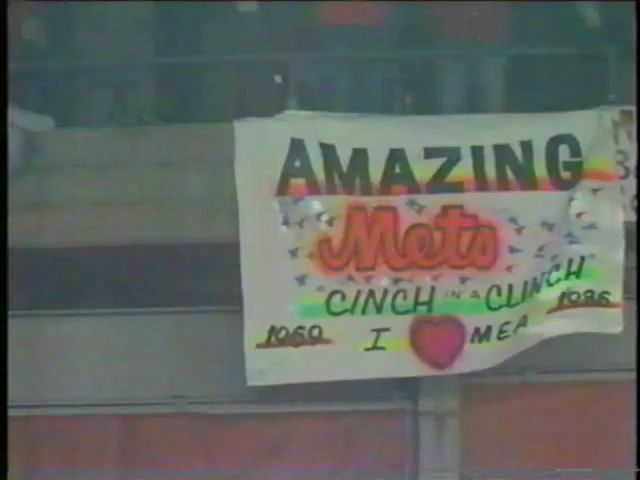 AMAZING
Mets
CINCH IN A CLINCH
1969 1986
I MEA